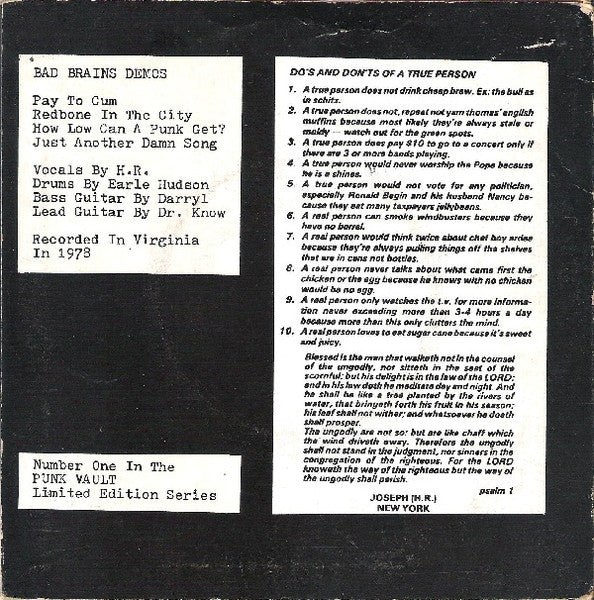 BAD BRAINS DEMOS
Pay To Cum
Redbone In The City
How Low Can A Punk Get?
Just Another Damn Song
Vocals By H.R.
Drums By Earle Hudson
Bass Guitar By Darryl
Lead Guitar By Dr. Know
Recorded In Virginia
In 1978
Number One In The
PUNK VAULT
Limited Edition Series
DO'S AND DON'TS OF A TRUE PERSON
1. A true person does not drink cheap brew. Ex: the bull as
in schitz.
2. A true person does not, repeat not yam thomas' english
muffins because most likely they're always stale or
moldy — watch out for the green spots.
3. A true person does pay $10 to go to a concert only if
there are 3 or more bands playing.
4. A true person would never worship the Pope because
he is a shines.
5. A true person would not vote for any politician,
especially Ronald Begin and his husband Nancy be-
cause they eat many taxpayers jellybeans.
6. A real person can smoke windbusters because they
have no barrel.
7. A real person would think twice about chef boy ardee
because they're always pulling things off the shelves
that are in cans not bottles.
8. A real person never talks about what came first the
chicken or the egg because he knows with no chicken
would be no egg.
9. A real person only watches the t.v. for more informa-
tion never exceeding more than 3-4 hours a day
because more than this only clutters the mind.
10. A real person loves to eat sugar cane because it's sweet
and juicy.
Blessed is the man that walketh not in the counsel
of the ungodly, nor sitteth in the seat of the
scornful; but his delight is in the law of the LORD;
and in his law doth he meditate day and night. And
he shall be like a tree planted by the rivers of
water, that bringeth forth his fruit in his season;
his leaf shall not wither; and whatsoever he doeth
shall prosper.
The ungodly are not so: but are like chaff which
the wind driveth away. Therefore the ungodly
shall not stand in the judgment, nor sinners in the
congregation of the righteous. For the LORD
knoweth the way of the righteous but the way of
the ungodly shall perish.
psalm 1
JOSEPH (H.R.)
NEW YORK